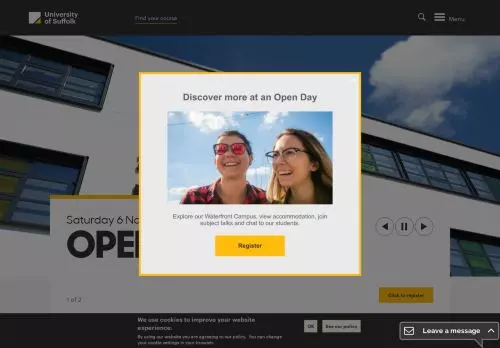 University
of Suffolk
Find your course
Menu
Discover more at an Open Day
Explore our Waterfront Campus, view accommodation, join
subject talks and chat to our students.
Register
Saturday 6 No
OPE
1 of 2
Click to register
We use cookies to improve your website
experience.
By using our website you are agreeing to our policy. You can change
your cookie settings in your browsers.
OK
See our policy
Leave a message